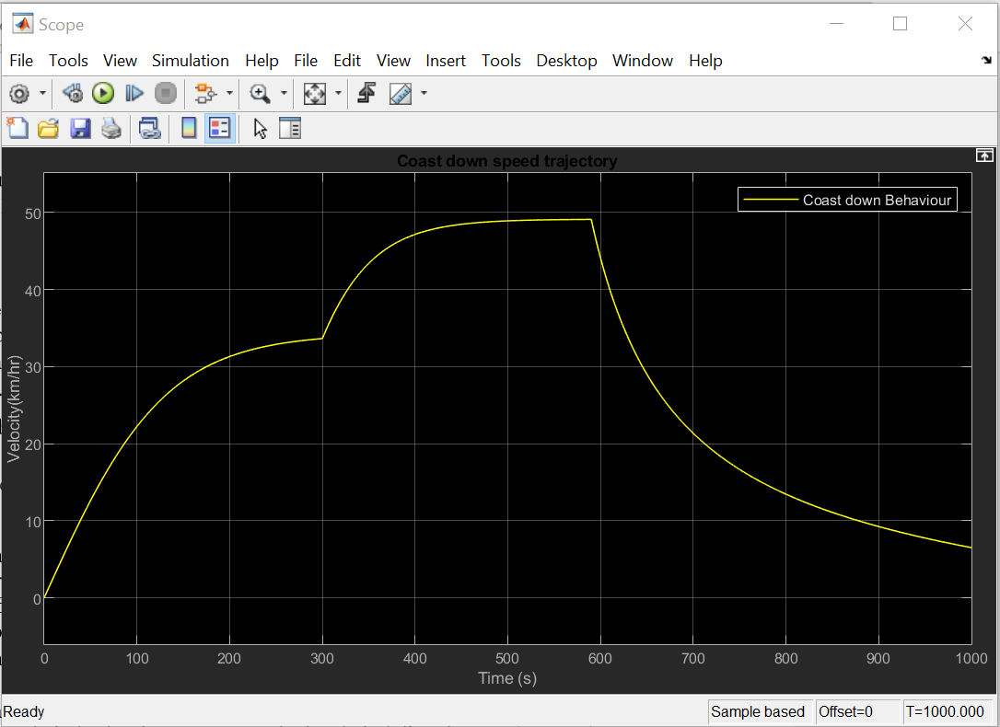 Scope
File Tools View Simulation Help File Edit View Insert Tools Desktop Window Help
Coast down speed trajectory
Coast down Behaviour
50
40
30
20
10
0
Velocity(km/hr)
0 100 200 300 400 500 600 700 800 900 1000
Time (s)
Ready
Sample based
Offset=0
T=1000.000